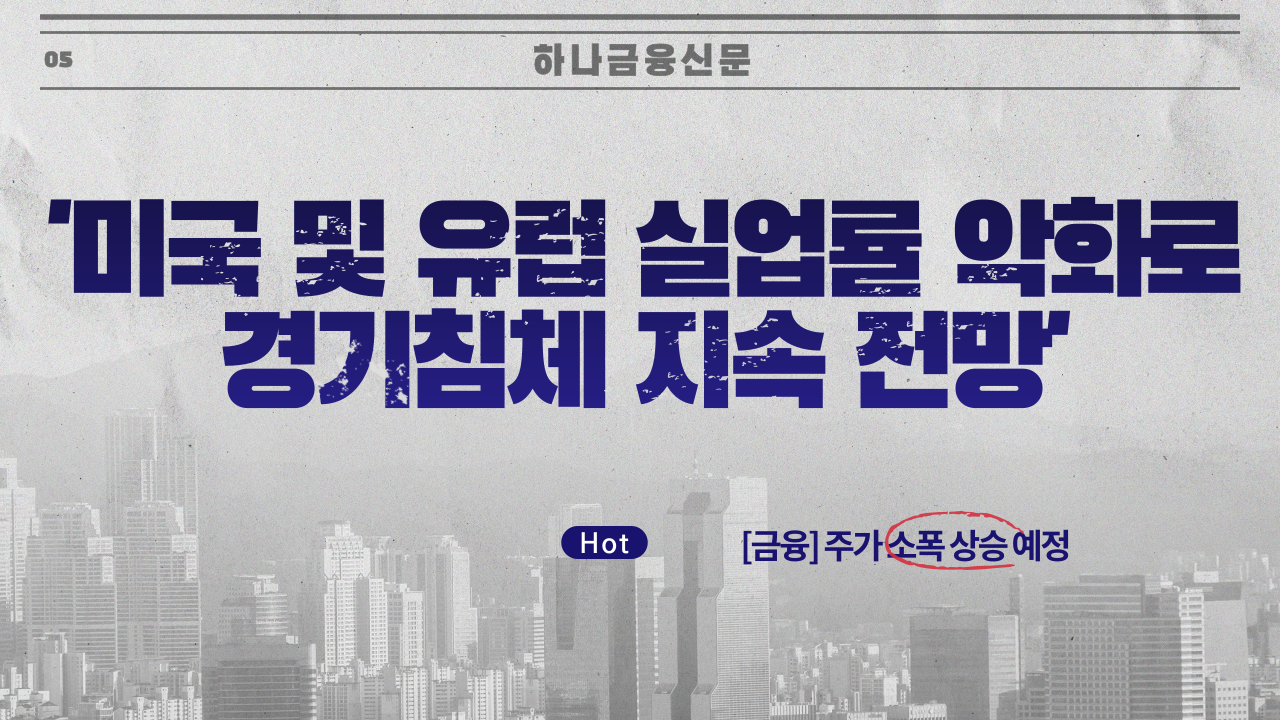 05
하나금융신문
'미국 및 유럽 실업률 악화로
경기침체 지속 전망'
Hot
[금융] 주가 소폭 상승 예정